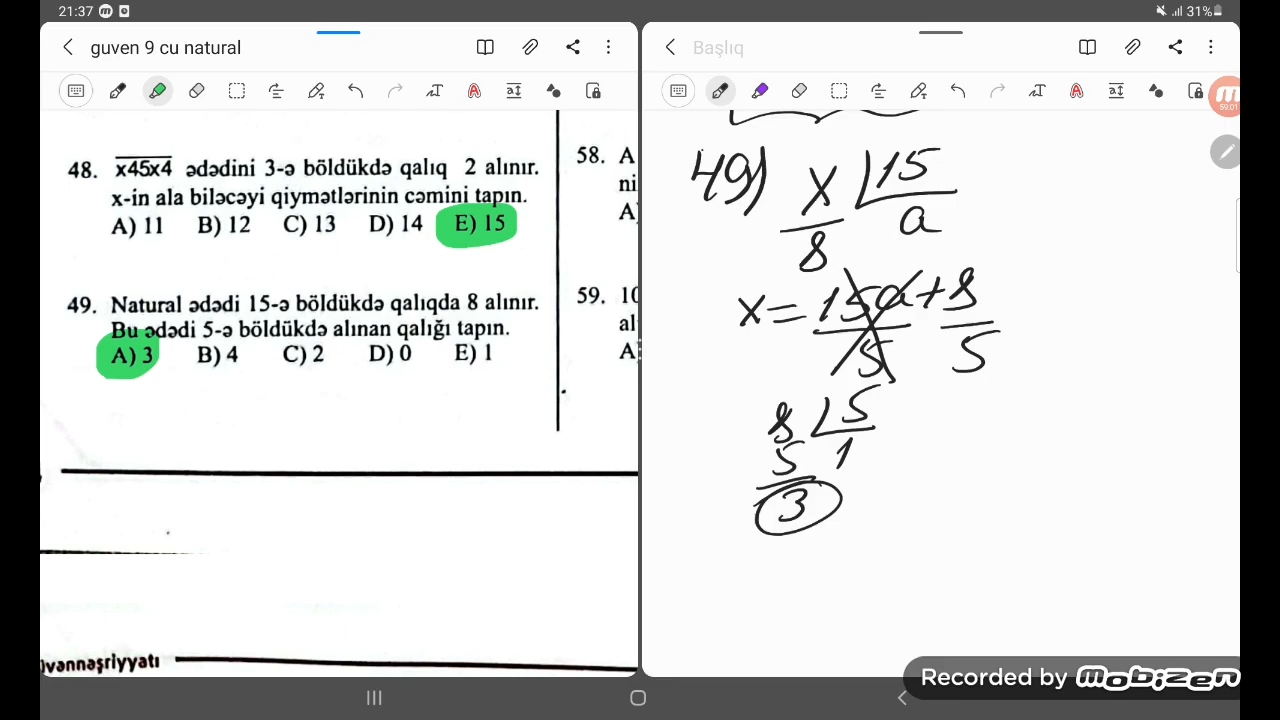 21:37
31%
guven 9 cu natural
Başlıq
59:01
48. x45x4 ədədini 3-ə böldükdə qalıq 2 alınır.
x-in ala biləcəyi qiymətlərinin cəmini tapın.
A) 11 B) 12 C) 13 D) 14 E) 15
49. Natural ədədi 15-ə böldükdə qalıqda 8 alınır.
Bu ədədi 5-ə böldükdə alınan qalığı tapın.
A) 3 B) 4 C) 2 D) 0 E) 1
58. A
ni
A)
59. 10
al
A
vənnəşriyyatı
49) x 15
8 a
x = 15a + 8
5 5
8 5
5 1
3
Recorded by mobizen